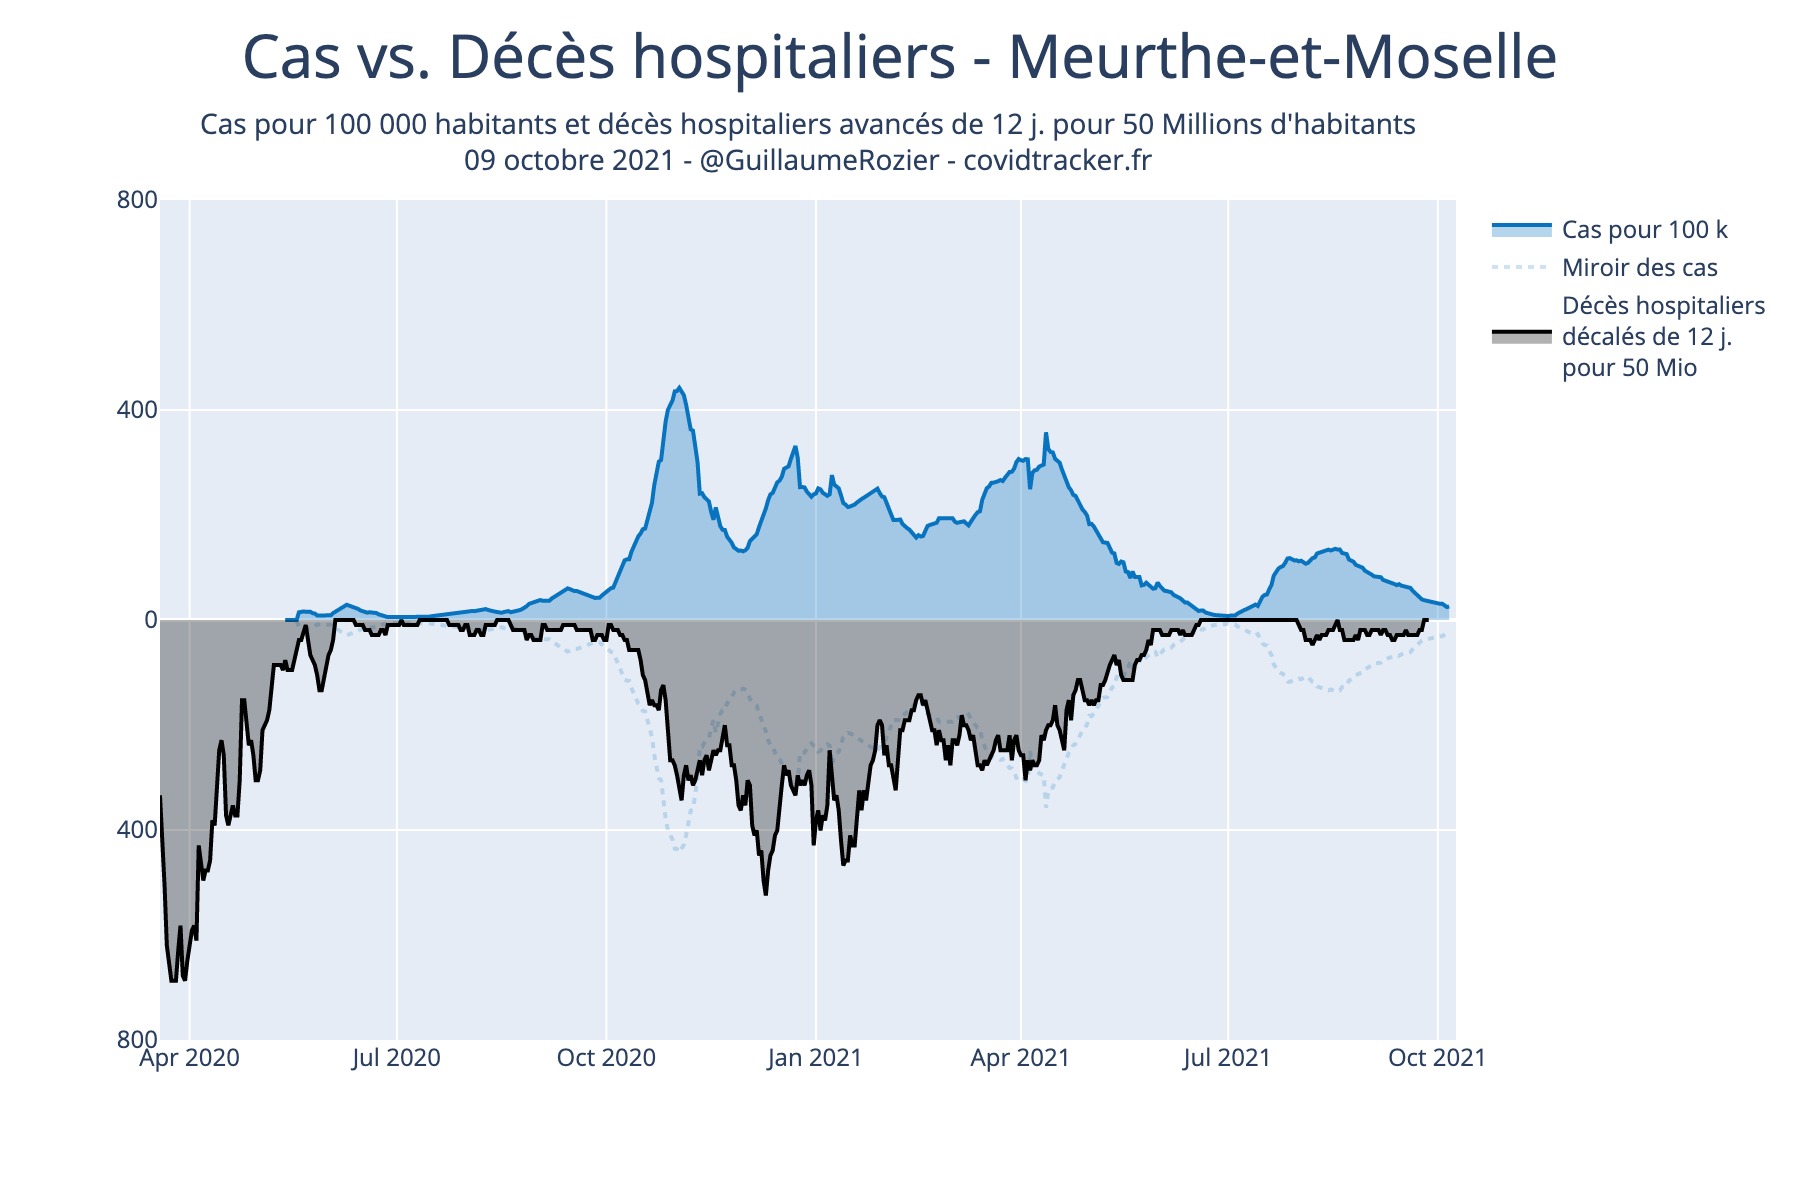 Cas vs. Décès hospitaliers - Meurthe-et-Moselle
Cas pour 100 000 habitants et décès hospitaliers avancés de 12 j. pour 50 Millions d'habitants
09 octobre 2021 - @GuillaumeRozier - covidtracker.fr
800
400
0
400
800
Apr 2020
Jul 2020
Oct 2020
Jan 2021
Apr 2021
Jul 2021
Oct 2021
Cas pour 100 k
Miroir des cas
Décès hospitaliers
décalés de 12 j.
pour 50 Mio